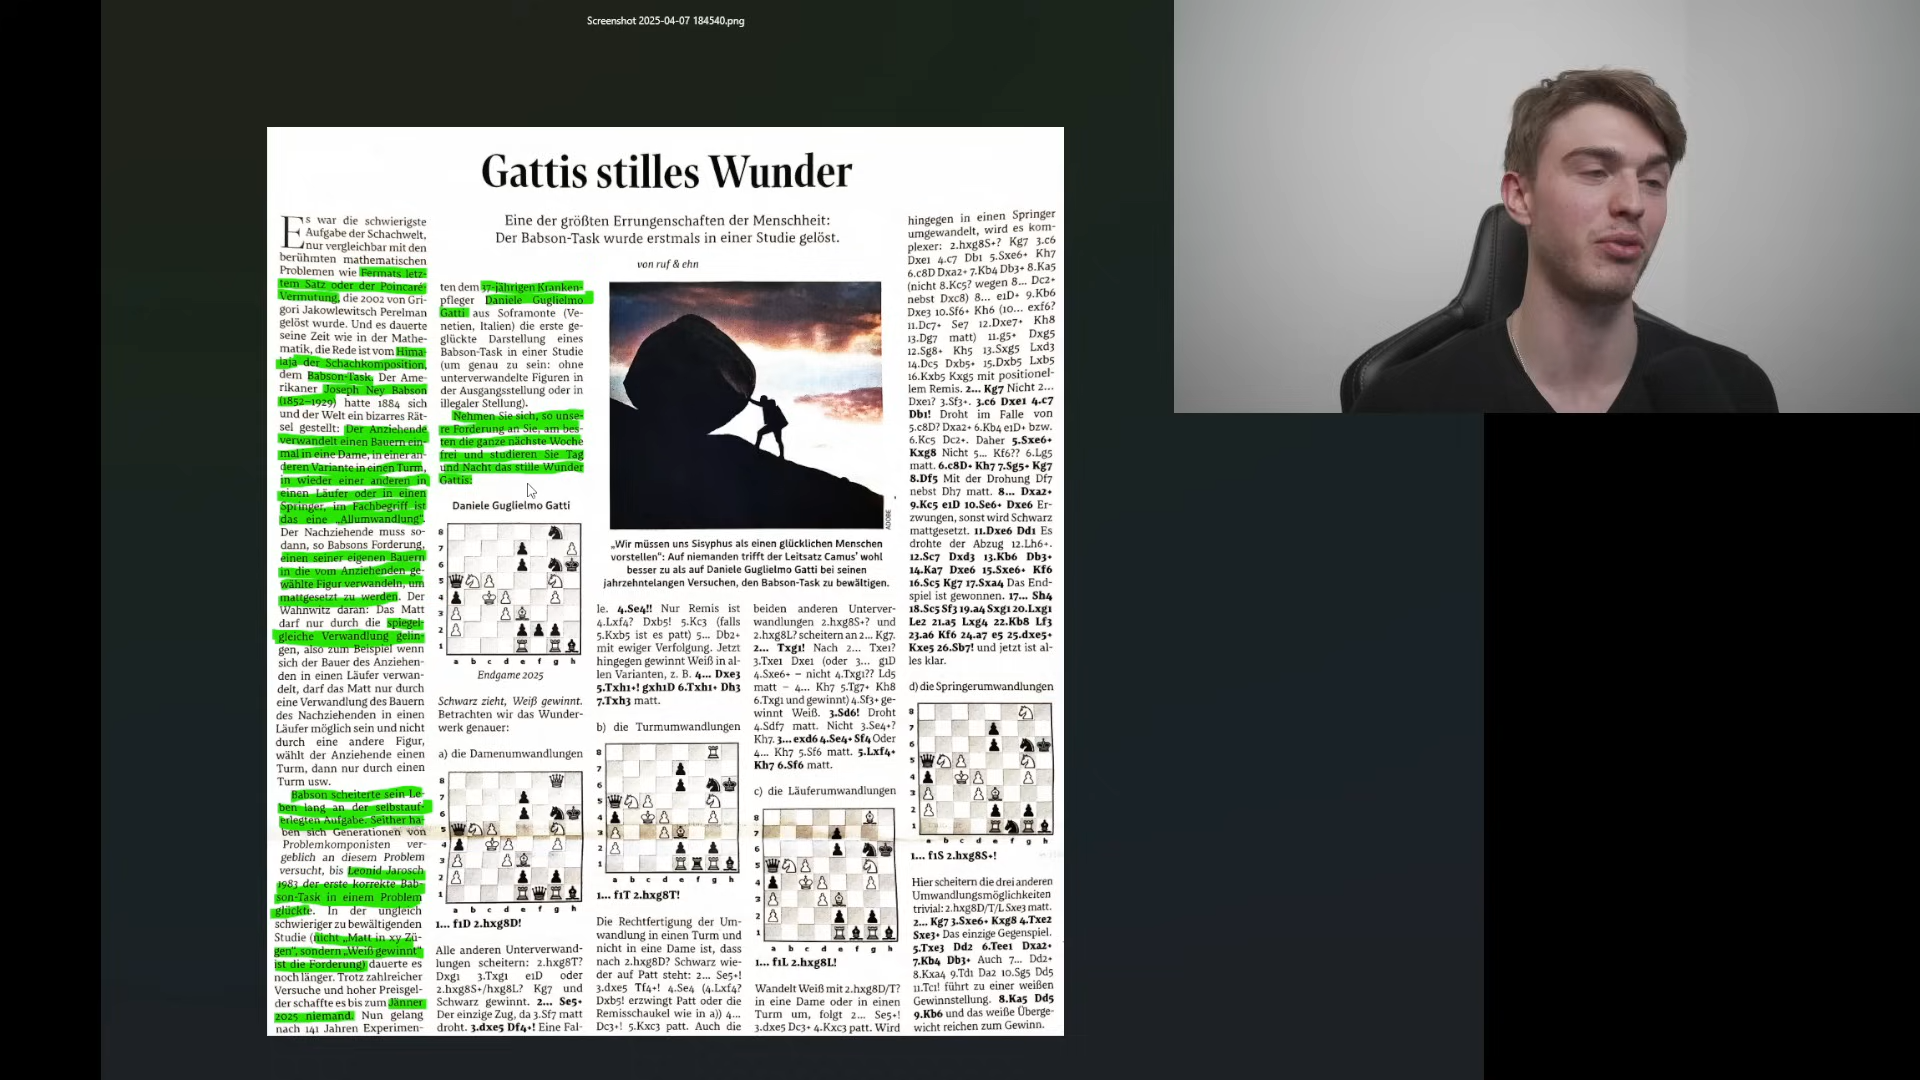 Screenshot 2025-04-07 184540.png
Gattis stilles Wunder
Eine der größten Errungenschaften der Menschheit:
Der Babson-Task wurde erstmals in einer Studie gelöst.
von ruf & ehn
Es war die schwierigste
Aufgabe der Schachwelt,
nur vergleichbar mit den
berühmten mathematischen
Problemen wie Fermats letz-
tem Satz oder der Poincaré-
Vermutung, die 2002 von Gri-
gori Jakowlewitsch Perelman
gelöst wurde. Und es dauerte
seine Zeit wie in der Mathe-
matik, die Rede ist vom Hima-
laja der Schachkomposition,
dem Babson-Task. Der Ame-
rikaner Joseph Ney Babson
(1852–1929) hatte 1884 sich
und der Welt ein bizarres Rät-
sel gestellt: Der Anziehende
verwandelt einen Bauern ein-
mal in eine Dame, in einer an-
deren Variante in einen Turm,
in wieder einer anderen in
einen Läufer oder in einen
Springer, im Fachbegriff ist
das eine „Allumwandlung“.
Der Nachziehende muss so-
dann, so Babsons Forderung,
einen seiner eigenen Bauern
in die vom Anziehenden ge-
wählte Figur verwandeln, um
mattgesetzt zu werden. Der
Wahnwitz daran: Das Matt
darf nur durch die spiegel-
gleiche Verwandlung gelin-
gen, also zum Beispiel wenn
sich der Bauer des Anziehen-
den in einen Läufer verwan-
delt, darf das Matt nur durch
eine Verwandlung des Bauern
des Nachziehenden in einen
Läufer möglich sein und nicht
durch eine andere Figur,
wählt der Anziehende einen
Turm, dann nur durch einen
Turm usw.
Babson scheiterte sein Le-
ben lang an der selbstauf-
erlegten Aufgabe. Seither ha-
ben sich Generationen von
Problemkomponisten ver-
geblich an diesem Problem
versucht, bis Leonid Jarosch
1983 der erste korrekte Bab-
son-Task in einem Problem
glückte. In der ungleich
schwieriger zu bewältigenden
Studie (nicht „Matt in xy Zü-
gen“, sondern „Weiß gewinnt“
ist die Forderung) dauerte es
noch länger. Trotz zahlreicher
Versuche und hoher Preisgel-
der schaffte es bis zum Jänner
2025 niemand. Nun gelang
nach 141 Jahren Experimen-
ten dem 37-jährigen Kranken-
pfleger Daniele Guglielmo
Gatti aus Soframonte (Ve-
netien, Italien) die erste ge-
glückte Darstellung eines
Babson-Task in einer Studie
(um genau zu sein: ohne
unterverwandelte Figuren in
der Ausgangsstellung oder in
illegaler Stellung).
Nehmen Sie sich, so unse-
re Forderung an Sie, am bes-
ten die ganze nächste Woche
frei und studieren Sie Tag
und Nacht das stille Wunder
Gattis:
Daniele Guglielmo Gatti
8
7
6
5
4
3
2
1
a b c d e f g h
Endgame 2025
Schwarz zieht, Weiß gewinnt.
Betrachten wir das Wunder-
werk genauer:
a) die Damenumwandlungen
8
7
6
5
4
3
2
1
a b c d e f g h
1... f1D 2.hxg8D!
Alle anderen Unterverwand-
lungen scheitern: 2.hxg8T?
Dxg1 3.Txg1 e1D oder
2.hxg8S+/hxg8L? Kg7 und
Schwarz gewinnt. 2... Se5+
Der einzige Zug, da 3.Sf7 matt
droht. 3.dxe5 Df4+! Eine Fal-
ADOBE
„Wir müssen uns Sisyphus als einen glücklichen Menschen
vorstellen“: Auf niemanden trifft der Leitsatz Camus’ wohl
besser zu als auf Daniele Guglielmo Gatti bei seinen
jahrzehntelangen Versuchen, den Babson-Task zu bewältigen.
le. 4.Se4!! Nur Remis ist
4.Lxf4? Dxb5! 5.Kc3 (falls
5.Kxb5 ist es patt) 5... Db2+
mit ewiger Verfolgung. Jetzt
hingegen gewinnt Weiß in al-
len Varianten, z. B. 4... Dxe3
5.Txh1+! gxh1D 6.Txh1+ Dh3
7.Txh3 matt.
b) die Turmumwandlungen
8
7
6
5
4
3
2
1
a b c d e f g h
1... f1T 2.hxg8T!
Die Rechtfertigung der Um-
wandlung in einen Turm und
nicht in eine Dame ist, dass
nach 2.hxg8D? Schwarz wie-
der auf Patt steht: 2... Se5+!
3.dxe5 Tf4+! 4.Se4 (4.Lxf4?
Dxb5! erzwingt Patt oder die
Remisschaukel wie in a)) 4...
Dc3+! 5.Kxc3 patt. Auch die
beiden anderen Unterver-
wandlungen 2.hxg8S+? und
2.hxg8L? scheitern an 2... Kg7.
2... Txg1! Nach 2... Txe1?
3.Txe1 Dxe1 (oder 3... g1D
4.Sxe6+ – nicht 4.Txg1?? Ld5
matt – 4... Kh7 5.Tg7+ Kh8
6.Txg1 und gewinnt) 4.Sf3+ ge-
winnt Weiß. 3.Sd6! Droht
4.Sdf7 matt. Nicht 3.Se4+?
Kh7. 3... exd6 4.Se4+ Sf4 Oder
4... Kh7 5.Sf6 matt. 5.Lxf4+
Kh7 6.Sf6 matt.
c) die Läuferumwandlungen
8
7
6
5
4
3
2
1
a b c d e f g h
1... f1L 2.hxg8L!
Wandelt Weiß mit 2.hxg8D/T?
in eine Dame oder in einen
Turm um, folgt 2... Se5+!
3.dxe5 Dc3+ 4.Kxc3 patt. Wird
hingegen in einen Springer
umgewandelt, wird es kom-
plexer: 2.hxg8S+? Kg7 3.c6
Dxe1 4.c7 Db1 5.Sxe6+ Kh7
6.c8D Dxa2+ 7.Kb4 Db3+ 8.Ka5
(nicht 8.Kc5? wegen 8... Dc2+
nebst Dxc8) 8... e1D+ 9.Kb6
Dxe3 10.Sf6+ Kh6 (10... exf6?
11.Dc7+ Se7 12.Dxe7+ Kh8
13.Dg7 matt) 11.g5+ Dxg5
12.Sg8+ Kh5 13.Sxg5 Lxd3
14.Dc5 Dxb5+ 15.Dxb5 Lxb5
16.Kxb5 Kxg5 mit positionel-
lem Remis. 2... Kg7 Nicht 2...
Dxe1? 3.Sf3+. 3.c6 Dxe1 4.c7
Db1! Droht im Falle von
5.c8D? Dxa2+ 6.Kb4 e1D+ bzw.
6.Kc5 Dc2+. Daher 5.Sxe6+
Kxg8 Nicht 5... Kf6?? 6.Lg5
matt. 6.c8D+ Kh7 7.Sg5+ Kg7
8.Df5 Mit der Drohung Df7
nebst Dh7 matt. 8... Dxa2+
9.Kc5 e1D 10.Se6+ Dxe6 Er-
zwungen, sonst wird Schwarz
mattgesetzt. 11.Dxe6 Dd1 Es
drohte der Abzug 12.Lh6+.
12.Sc7 Dxd3 13.Kb6 Db3+
14.Ka7 Dxe6 15.Sxe6+ Kf6
16.Sc5 Kg7 17.Sxa4 Das End-
spiel ist gewonnen. 17... Sh4
18.Sc5 Sf3 19.a4 Sxg1 20.Lxg1
Le2 21.a5 Lxg4 22.Kb8 Lf3
23.a6 Kf6 24.a7 e5 25.dxe5+
Kxe5 26.Sb7! und jetzt ist al-
les klar.
d) die Springerumwandlungen
8
7
6
5
4
3
2
1
a b c d e f g h
1... f1S 2.hxg8S+!
Hier scheitern die drei anderen
Umwandlungsmöglichkeiten
trivial: 2.hxg8D/T/L Sxe3 matt.
2... Kg7 3.Sxe6+ Kxg8 4.Txe2
Sxe3+ Das einzige Gegenspiel.
5.Txe3 Dd2 6.Tee1 Dxa2+
7.Kb4 Db3+ Auch 7... Dd2+
8.Kxa4 9.Td1 Da2 10.Sg5 Dd5
11.Tc1! führt zu einer weißen
Gewinnstellung. 8.Ka5 Dd5
9.Kb6 und das weiße Überge-
wicht reichen zum Gewinn.